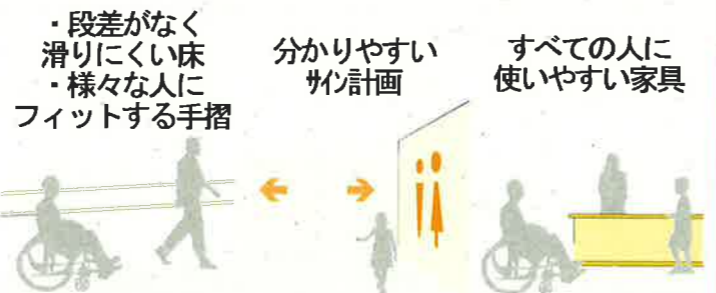 ・段差がなく
滑りにくい床
・様々な人に
フィットする手摺
分かりやすい
ｻｲﾝ計画
すべての人に
使いやすい家具